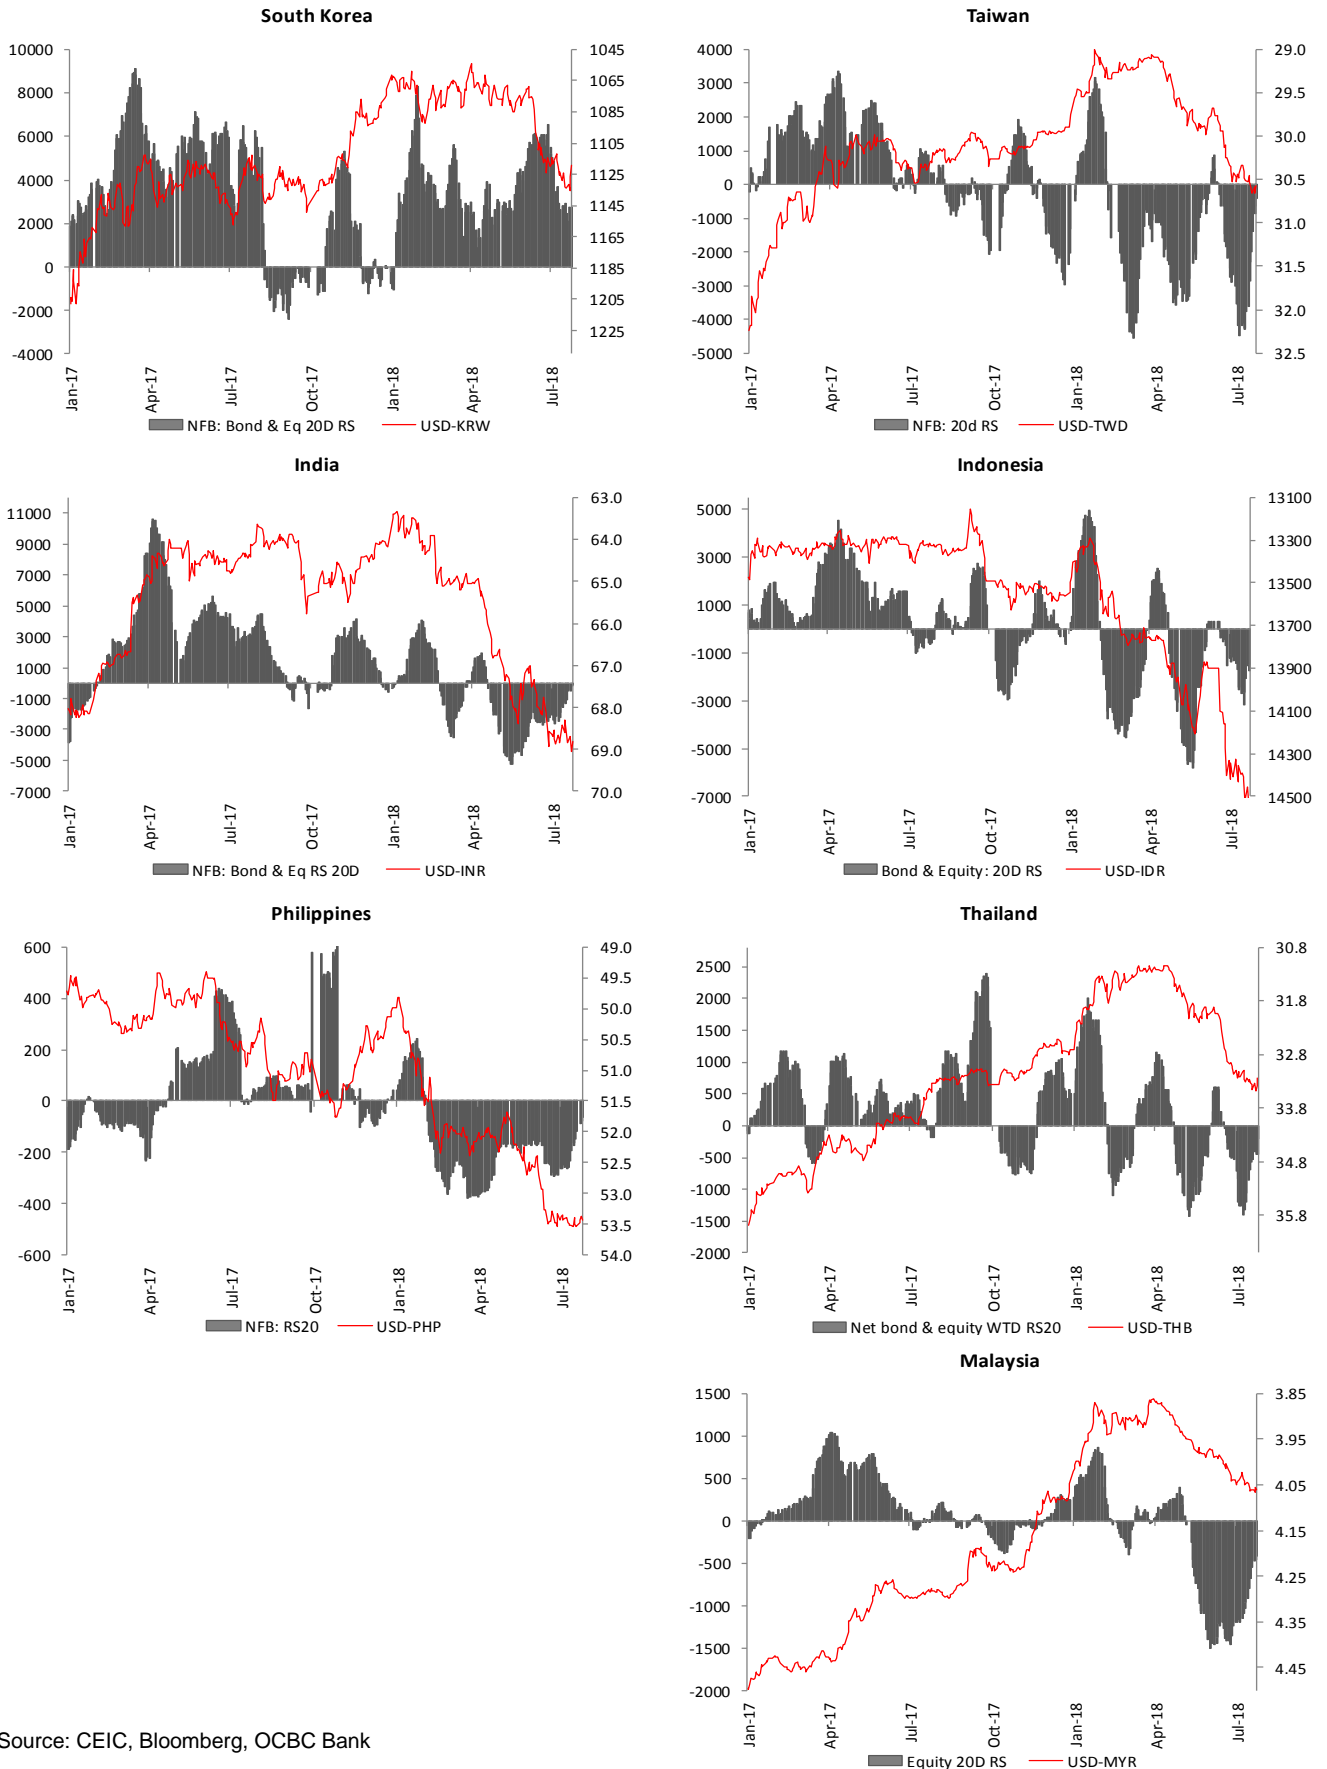 South Korea
10000
8000
6000
4000
2000
0
-2000
-4000
1045
1065
1085
1105
1125
1145
1165
1185
1205
1225
Jan-17
Apr-17
Jul-17
Oct-17
Jan-18
Apr-18
Jul-18
NFB: Bond & Eq 20D RS
USD-KRW
Taiwan
4000
3000
2000
1000
0
-1000
-2000
-3000
-4000
-5000
29.0
29.5
30.0
30.5
31.0
31.5
32.0
32.5
Jan-17
Apr-17
Jul-17
Oct-17
Jan-18
Apr-18
Jul-18
NFB: 20d RS
USD-TWD
India
11000
9000
7000
5000
3000
1000
-1000
-3000
-5000
-7000
63.0
64.0
65.0
66.0
67.0
68.0
69.0
70.0
Jan-17
Apr-17
Jul-17
Oct-17
Jan-18
Apr-18
Jul-18
NFB: Bond & Eq RS 20D
USD-INR
Indonesia
5000
3000
1000
-1000
-3000
-5000
-7000
13100
13300
13500
13700
13900
14100
14300
14500
Jan-17
Apr-17
Jul-17
Oct-17
Jan-18
Apr-18
Jul-18
Bond & Equity: 20D RS
USD-IDR
Philippines
600
400
200
0
-200
-400
-600
49.0
50.0
50.5
51.0
51.5
52.0
52.5
53.0
53.5
54.0
Jan-17
Apr-17
Jul-17
Oct-17
Jan-18
Apr-18
Jul-18
NFB: RS20
USD-PHP
Thailand
2500
2000
1500
1000
500
0
-500
-1000
-1500
-2000
30.8
31.8
32.8
33.8
34.8
35.8
Jan-17
Apr-17
Jul-17
Oct-17
Jan-18
Apr-18
Jul-18
Net bond & equity WTD RS20
USD-THB
Malaysia
1500
1000
500
0
-500
-1000
-1500
-2000
3.85
3.95
4.05
4.15
4.25
4.35
4.45
Jan-17
Apr-17
Jul-17
Oct-17
Jan-18
Apr-18
Jul-18
Equity 20D RS
USD-MYR
Source: CEIC, Bloomberg, OCBC Bank